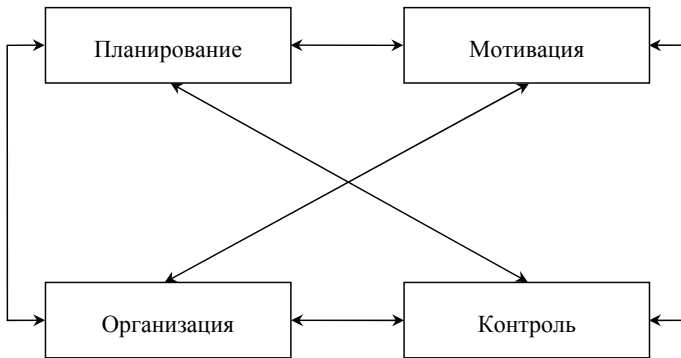 Планирование
Мотивация
Организация
Контроль